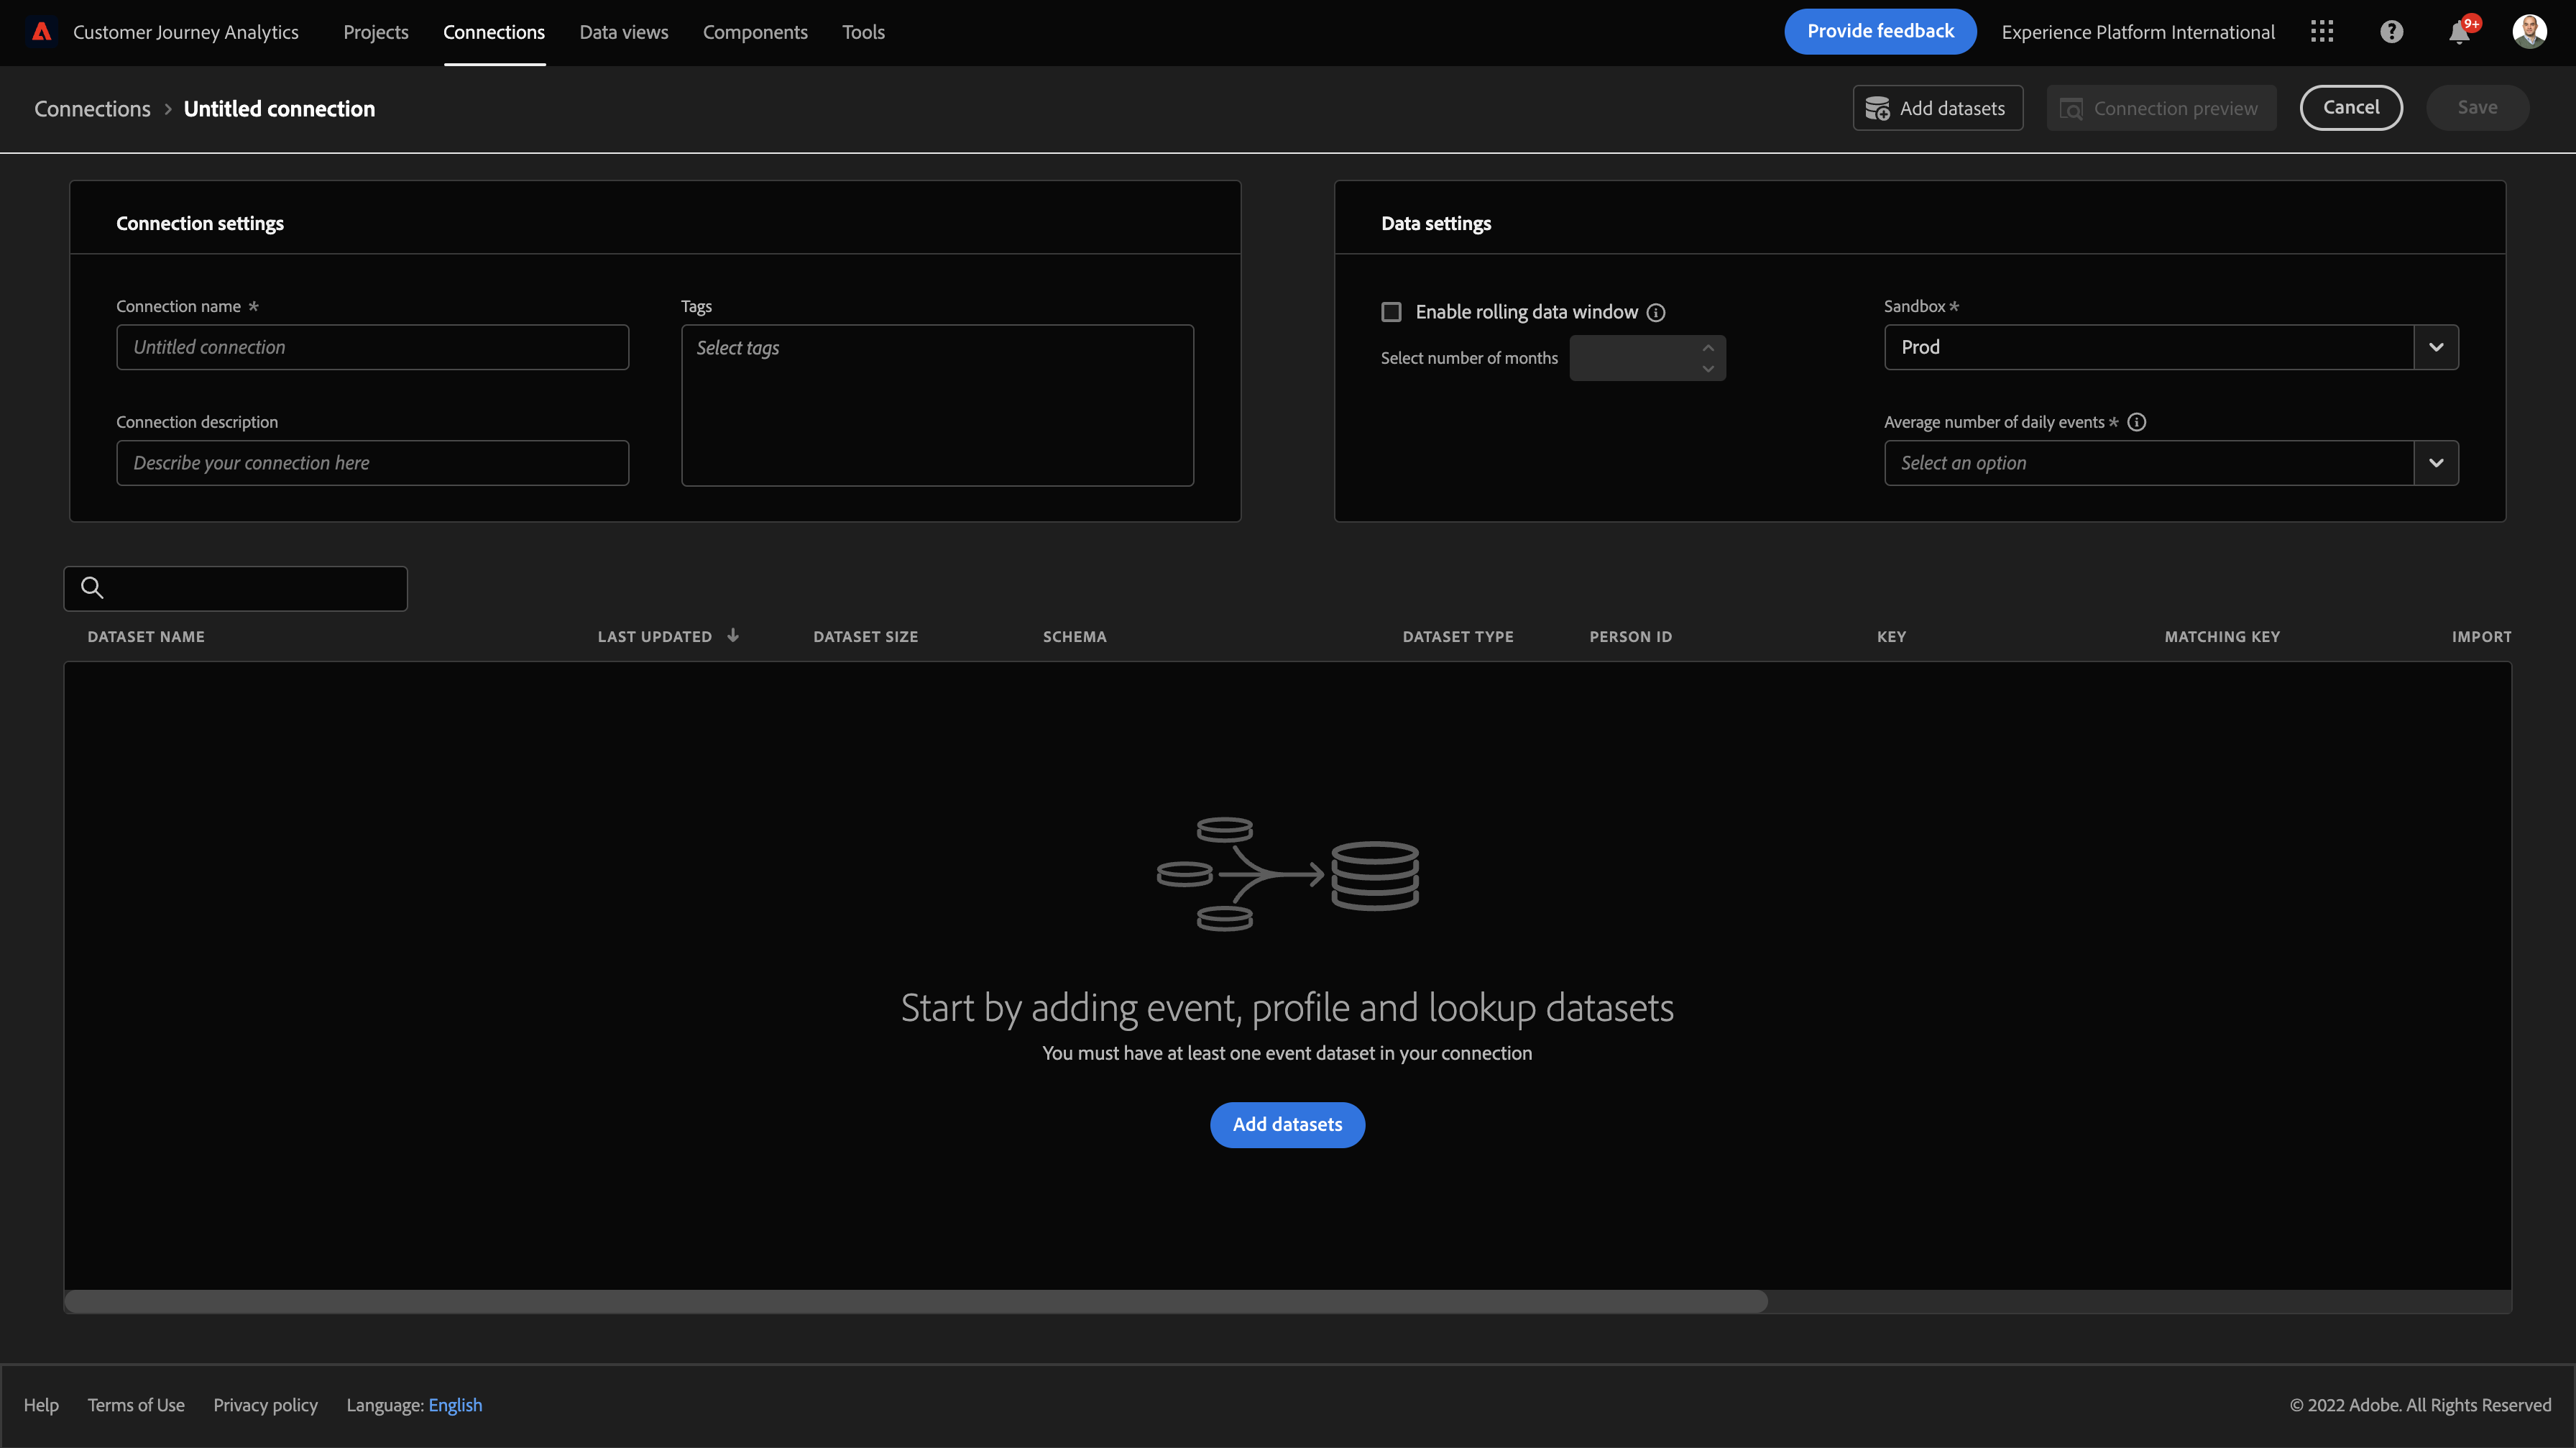 Customer Journey Analytics Projects Connections Data views Components Tools Provide feedback Experience Platform International 9+
Connections > Untitled connection Add datasets Connection preview Cancel Save
Connection settings
Connection name *
Untitled connection
Connection description
Describe your connection here
Tags
Select tags
Data settings
Enable rolling data window
Select number of months
Sandbox *
Prod
Average number of daily events *
Select an option
DATASET NAME LAST UPDATED DATASET SIZE SCHEMA DATASET TYPE PERSON ID KEY MATCHING KEY IMPORT
Start by adding event, profile and lookup datasets
You must have at least one event dataset in your connection
Add datasets
Help Terms of Use Privacy policy Language: English © 2022 Adobe. All Rights Reserved